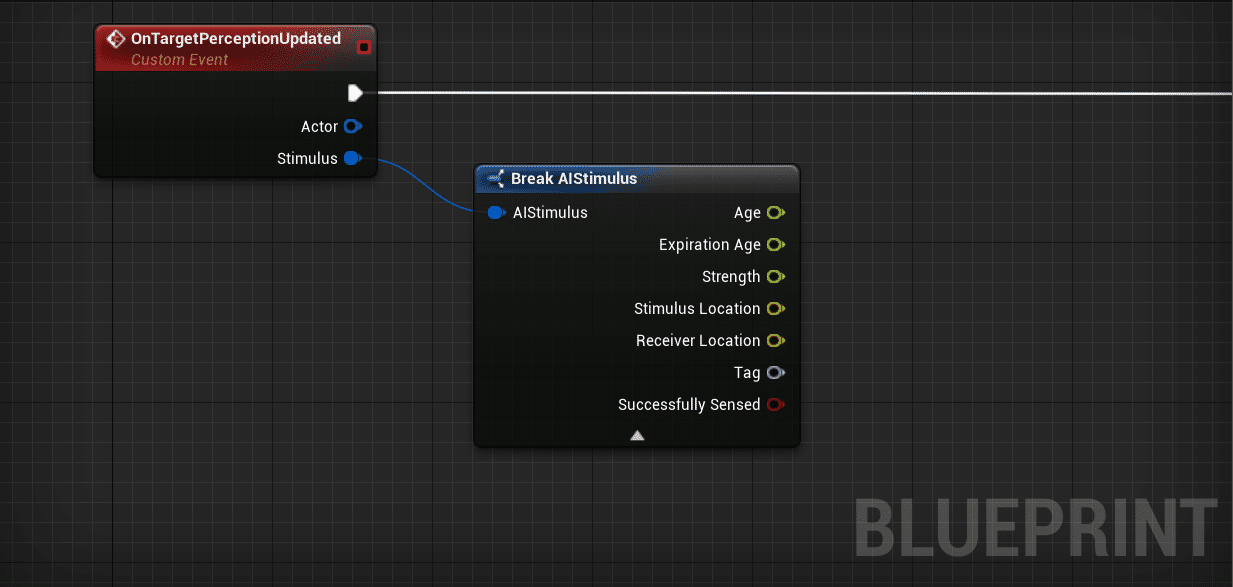 OnTargetPerceptionUpdated
Custom Event
Actor
Stimulus
Break AIStimulus
AIStimulus
Age
Expiration Age
Strength
Stimulus Location
Receiver Location
Tag
Successfully Sensed
BLUEPRINT